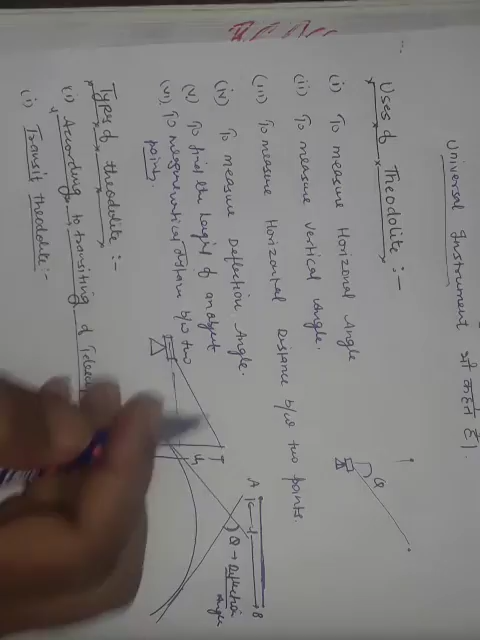 Universal Instrument भी कहते है).
Uses of Theodolite :-
(i) To measure Horizonal Angle
(ii) To measure vertical Angle.
(iii) To measure Horizontal Distance b/w two points.
(iv) To measure Deflection Angle.
(v) To find the height of an object
(vi) To measure vertical distance b/w two
points.
Types of theodolite :-
(i) According to transiting of Telesc
(i) Transit theodolite :-
θ
A
B
θ → Deflection
Angle